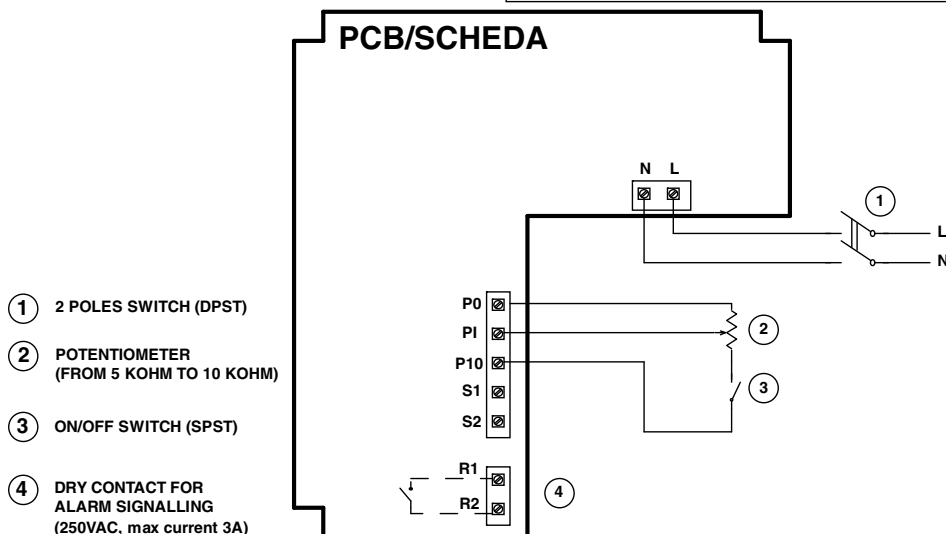 PCB/SCHEDA
N L
1
L
N
P0
PI
P10
S1
S2
2
3
R1
R2
4
1 2 POLES SWITCH (DPST)
2 POTENTIOMETER
(FROM 5 KOHM TO 10 KOHM)
3 ON/OFF SWITCH (SPST)
4 DRY CONTACT FOR
ALARM SIGNALLING
(250VAC, max current 3A)